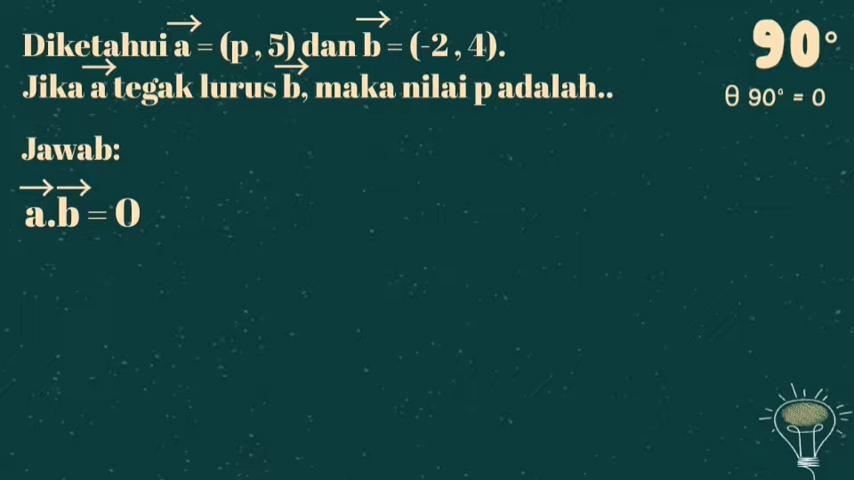 Diketahui a = (p , 5) dan b = (-2 , 4).
Jika a tegak lurus b, maka nilai p adalah..
90°
θ 90° = 0
Jawab:
a.b = 0